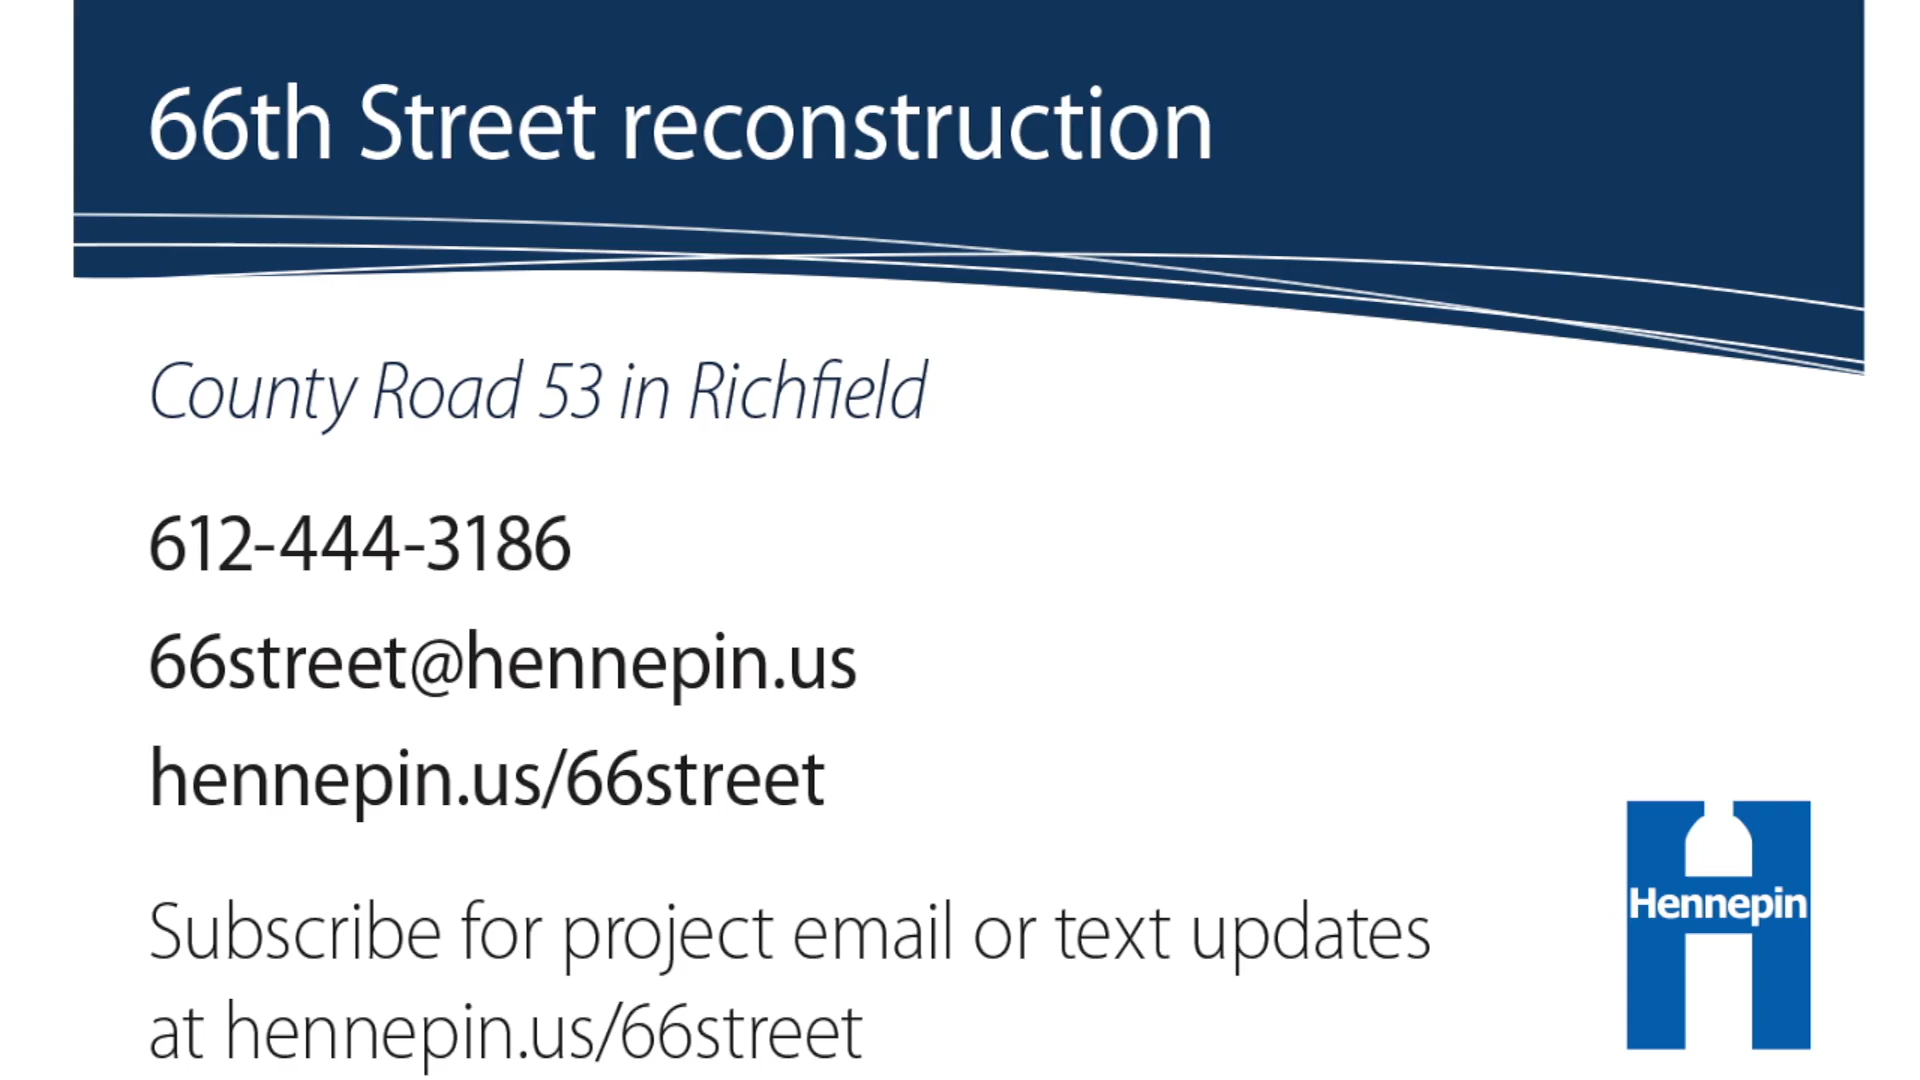 66th Street reconstruction
County Road 53 in Richfield
612-444-3186
66street@hennepin.us
hennepin.us/66street
Subscribe for project email or text updates
at hennepin.us/66street
Hennepin